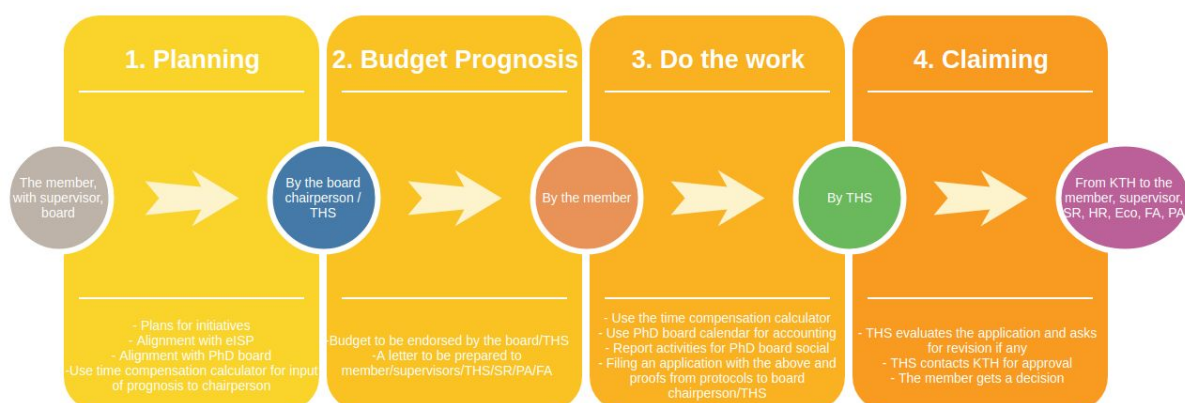 1. Planning
2. Budget Prognosis
3. Do the work
4. Claiming
The member,
with supervisor,
board
By the board
chairperson /
THS
By the member
By THS
From KTH to the
member, supervisor,
SR, HR, Eco, FA, PA
- Plans for initiatives
- Alignment with eISP
- Alignment with PhD board
-Use time compensation calculator for input
of prognosis to chairperson
-Budget to be endorsed by the board/THS
-A letter to be prepared to
member/supervisors/THS/SR/PA/FA
- Use the time compensation calculator
- Use PhD board calendar for accounting
- Report activities for PhD board social
- Filing an application with the above and
proofs from protocols to board
chairperson/THS
- THS evaluates the application and asks
for revision if any
- THS contacts KTH for approval
- The member gets a decision